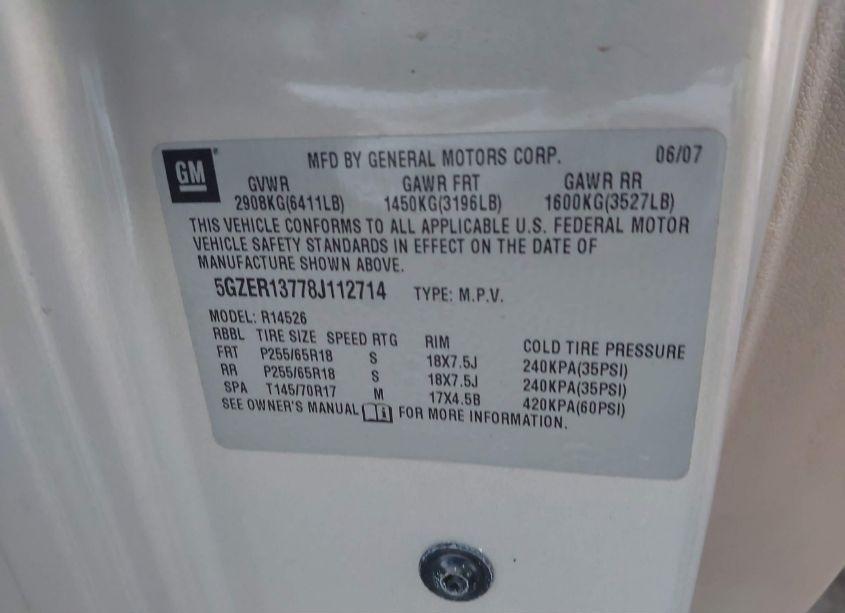 GM
MFD BY GENERAL MOTORS CORP. 06/07
GVWR GAWR FRT GAWR RR
2908KG(6411LB) 1450KG(3196LB) 1600KG(3527LB)
THIS VEHICLE CONFORMS TO ALL APPLICABLE U.S. FEDERAL MOTOR
VEHICLE SAFETY STANDARDS IN EFFECT ON THE DATE OF
MANUFACTURE SHOWN ABOVE.
5GZER13778J112714 TYPE: M.P.V.
MODEL: R14526
RBBL TIRE SIZE SPEED RTG RIM COLD TIRE PRESSURE
FRT P255/65R18 S 18X7.5J 240KPA(35PSI)
RR P255/65R18 S 18X7.5J 240KPA(35PSI)
SPA T145/70R17 M 17X4.5B 420KPA(60PSI)
SEE OWNER'S MANUAL FOR MORE INFORMATION.